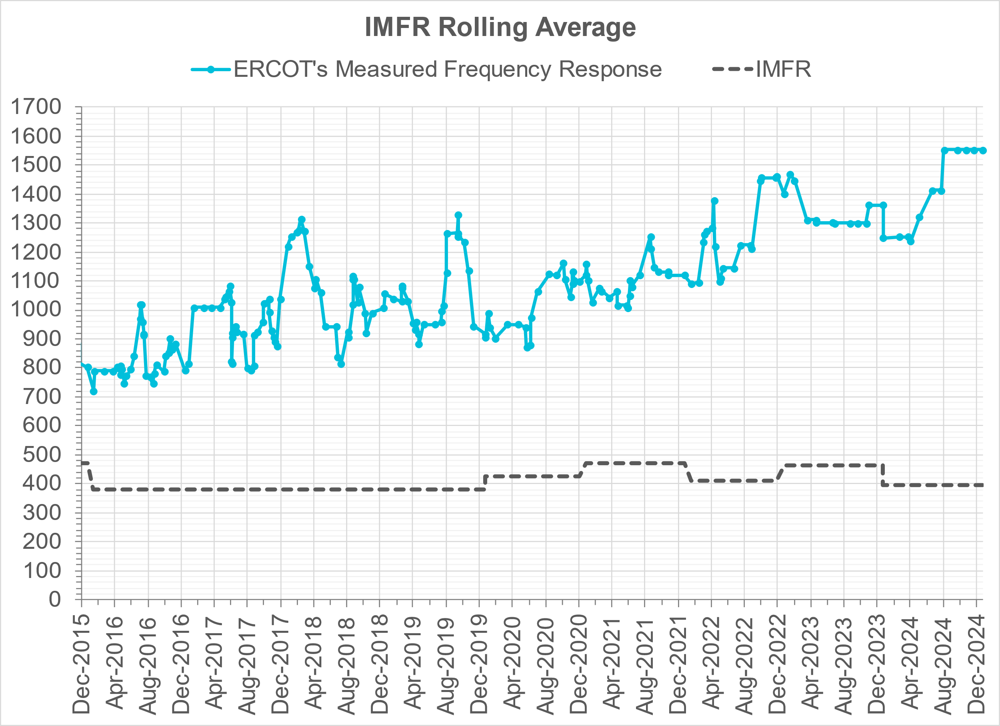 IMFR Rolling Average
ERCOT's Measured Frequency Response
IMFR
1700
1600
1500
1400
1300
1200
1100
1000
900
800
700
600
500
400
300
200
100
0
Dec-2015
Apr-2016
Aug-2016
Dec-2016
Apr-2017
Aug-2017
Dec-2017
Apr-2018
Aug-2018
Dec-2018
Apr-2019
Aug-2019
Dec-2019
Apr-2020
Aug-2020
Dec-2020
Apr-2021
Aug-2021
Dec-2021
Apr-2022
Aug-2022
Dec-2022
Apr-2023
Aug-2023
Dec-2023
Apr-2024
Aug-2024
Dec-2024